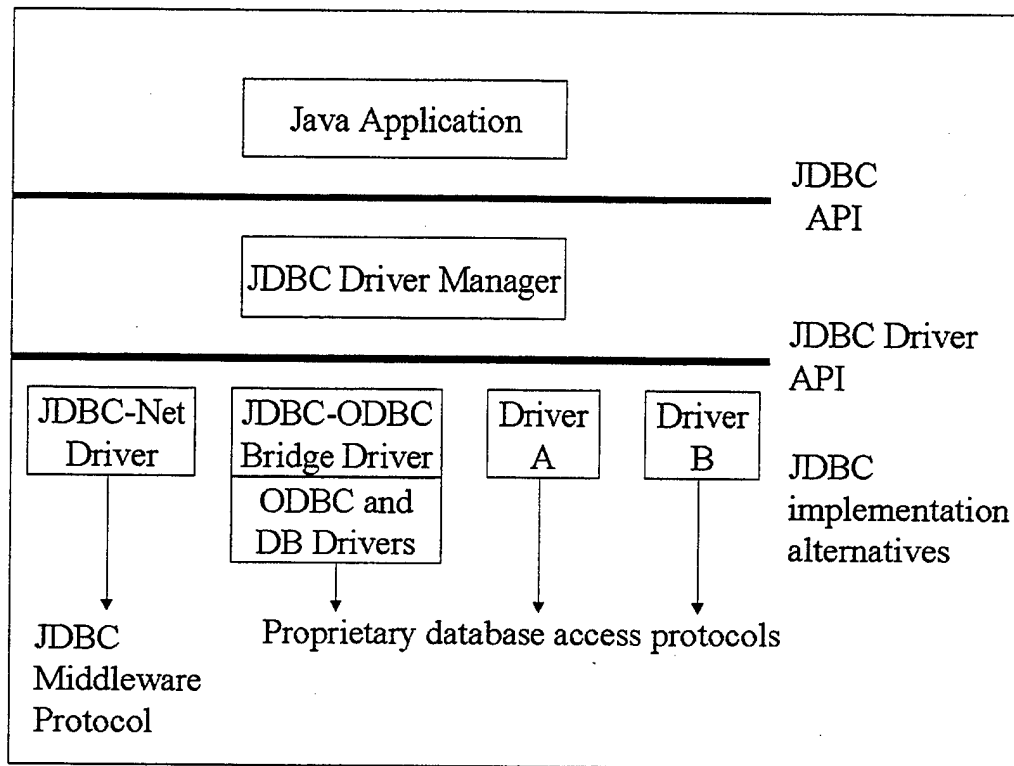 Java Application
JDBC
API
JDBC Driver Manager
JDBC Driver
API
JDBC-Net
Driver
JDBC-ODBC
Bridge Driver
ODBC and
DB Drivers
Driver
A
Driver
B
JDBC
implementation
alternatives
JDBC
Middleware
Protocol
Proprietary database access protocols